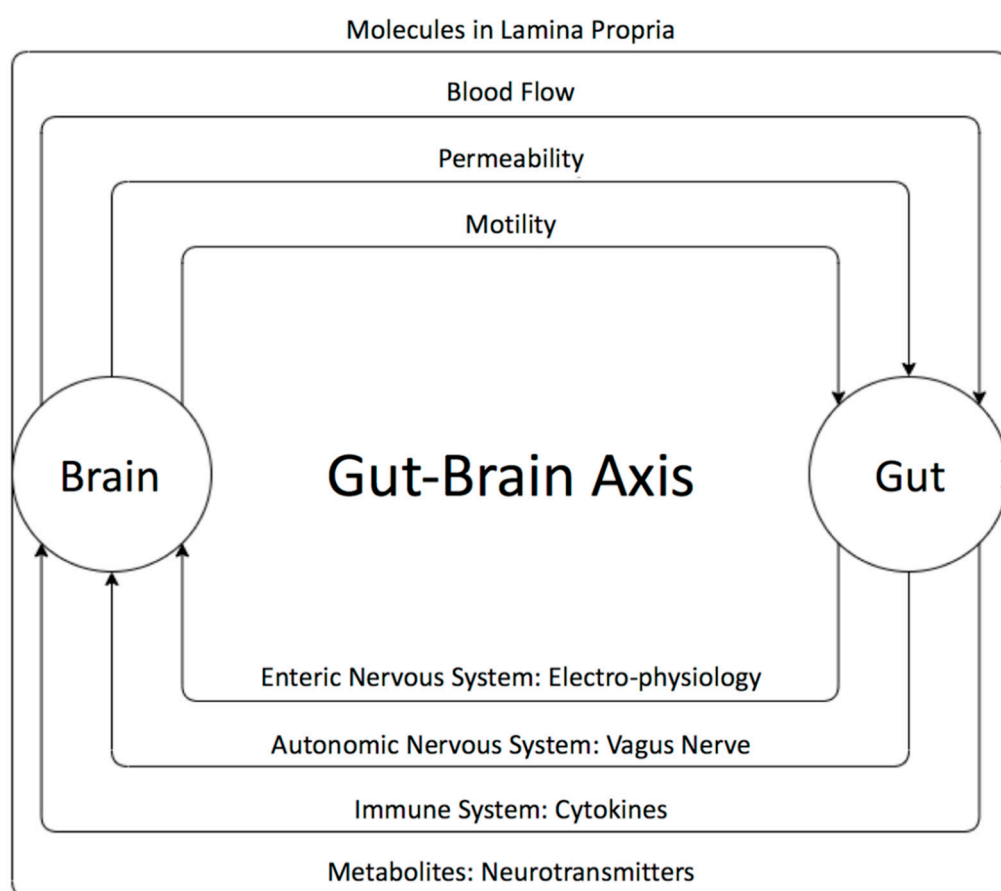 Molecules in Lamina Propria
Blood Flow
Permeability
Motility
Brain
Gut-Brain Axis
Gut
Enteric Nervous System: Electro-physiology
Autonomic Nervous System: Vagus Nerve
Immune System: Cytokines
Metabolites: Neurotransmitters